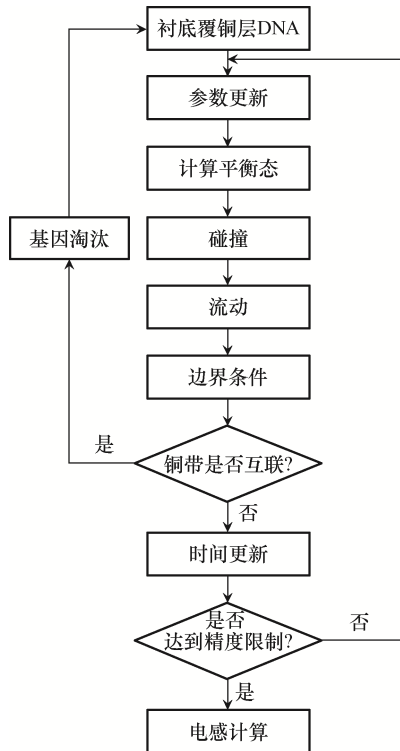 衬底覆铜层DNA
参数更新
计算平衡态
基因淘汰
碰撞
流动
边界条件
是
铜带是否互联?
否
时间更新
是否
达到精度限制?
否
是
电感计算